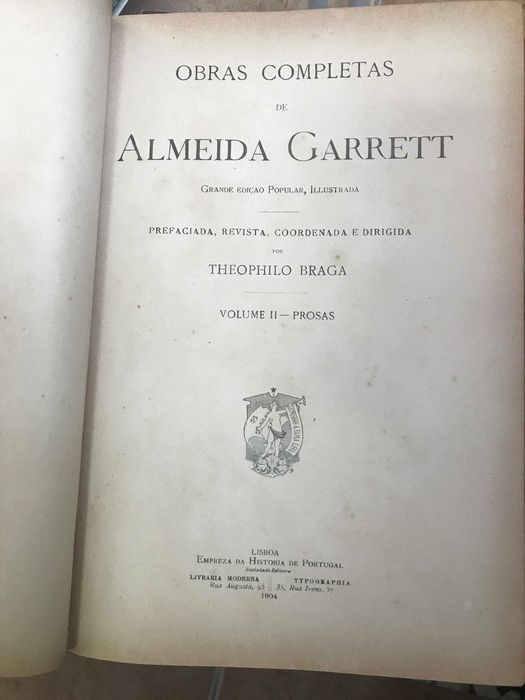 OBRAS COMPLETAS
DE
ALMEIDA GARRETT
GRANDE EDIÇAO POPULAR, ILLUSTRADA
PREFACIADA, REVISTA, COORDENADA E DIRIGIDA
POR
THEOPHILO BRAGA
VOLUME II — PROSAS
LISBOA
EMPREZA DA HISTORIA DE PORTUGAL
Sociedade Editora
LIVRARIA MODERNA TYPOGRAPHIA
Rua Augusta, 95 35, Rua Ivens, 37
1904